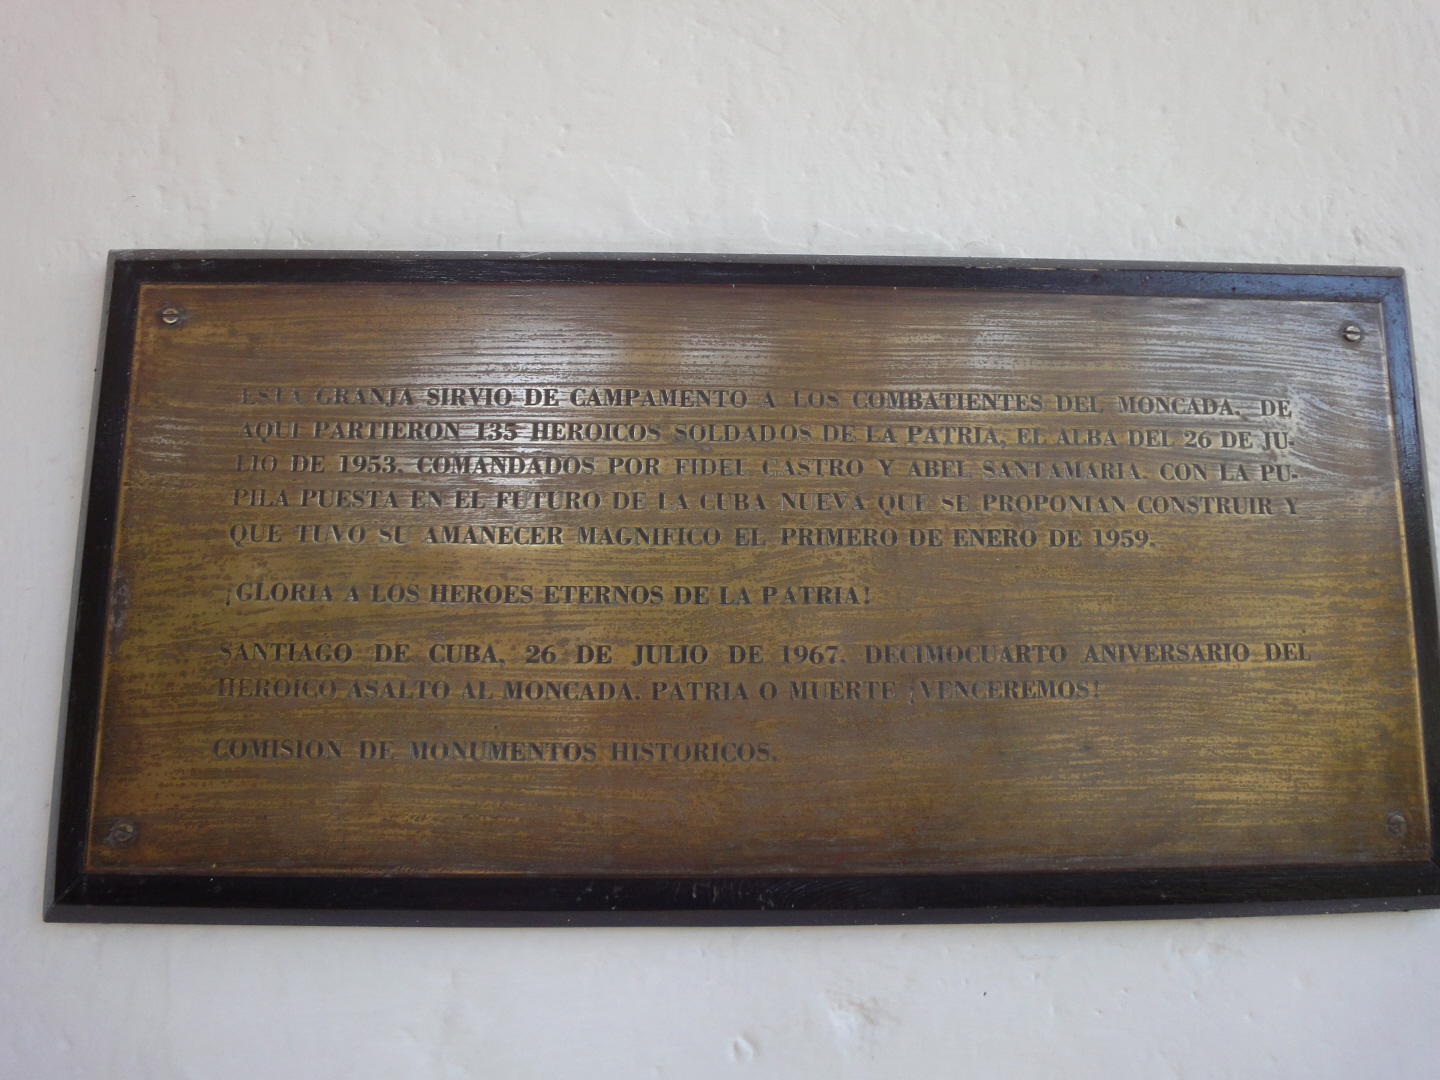 ESTA GRANJA SIRVIO DE CAMPAMENTO A LOS COMBATIENTES DEL MONCADA. DE
AQUI PARTIERON 135 HEROICOS SOLDADOS DE LA PATRIA, EL ALBA DEL 26 DE JU-
LIO DE 1953. COMANDADOS POR FIDEL CASTRO Y ABEL SANTAMARIA. CON LA PU-
PILA PUESTA EN EL FUTURO DE LA CUBA NUEVA QUE SE PROPONIAN CONSTRUIR Y
QUE TUVO SU AMANECER MAGNIFICO EL PRIMERO DE ENERO DE 1959.
¡GLORIA A LOS HEROES ETERNOS DE LA PATRIA!
SANTIAGO DE CUBA, 26 DE JULIO DE 1967. DECIMOCUARTO ANIVERSARIO DEL
HEROICO ASALTO AL MONCADA. PATRIA O MUERTE ¡VENCEREMOS!
COMISION DE MONUMENTOS HISTORICOS.